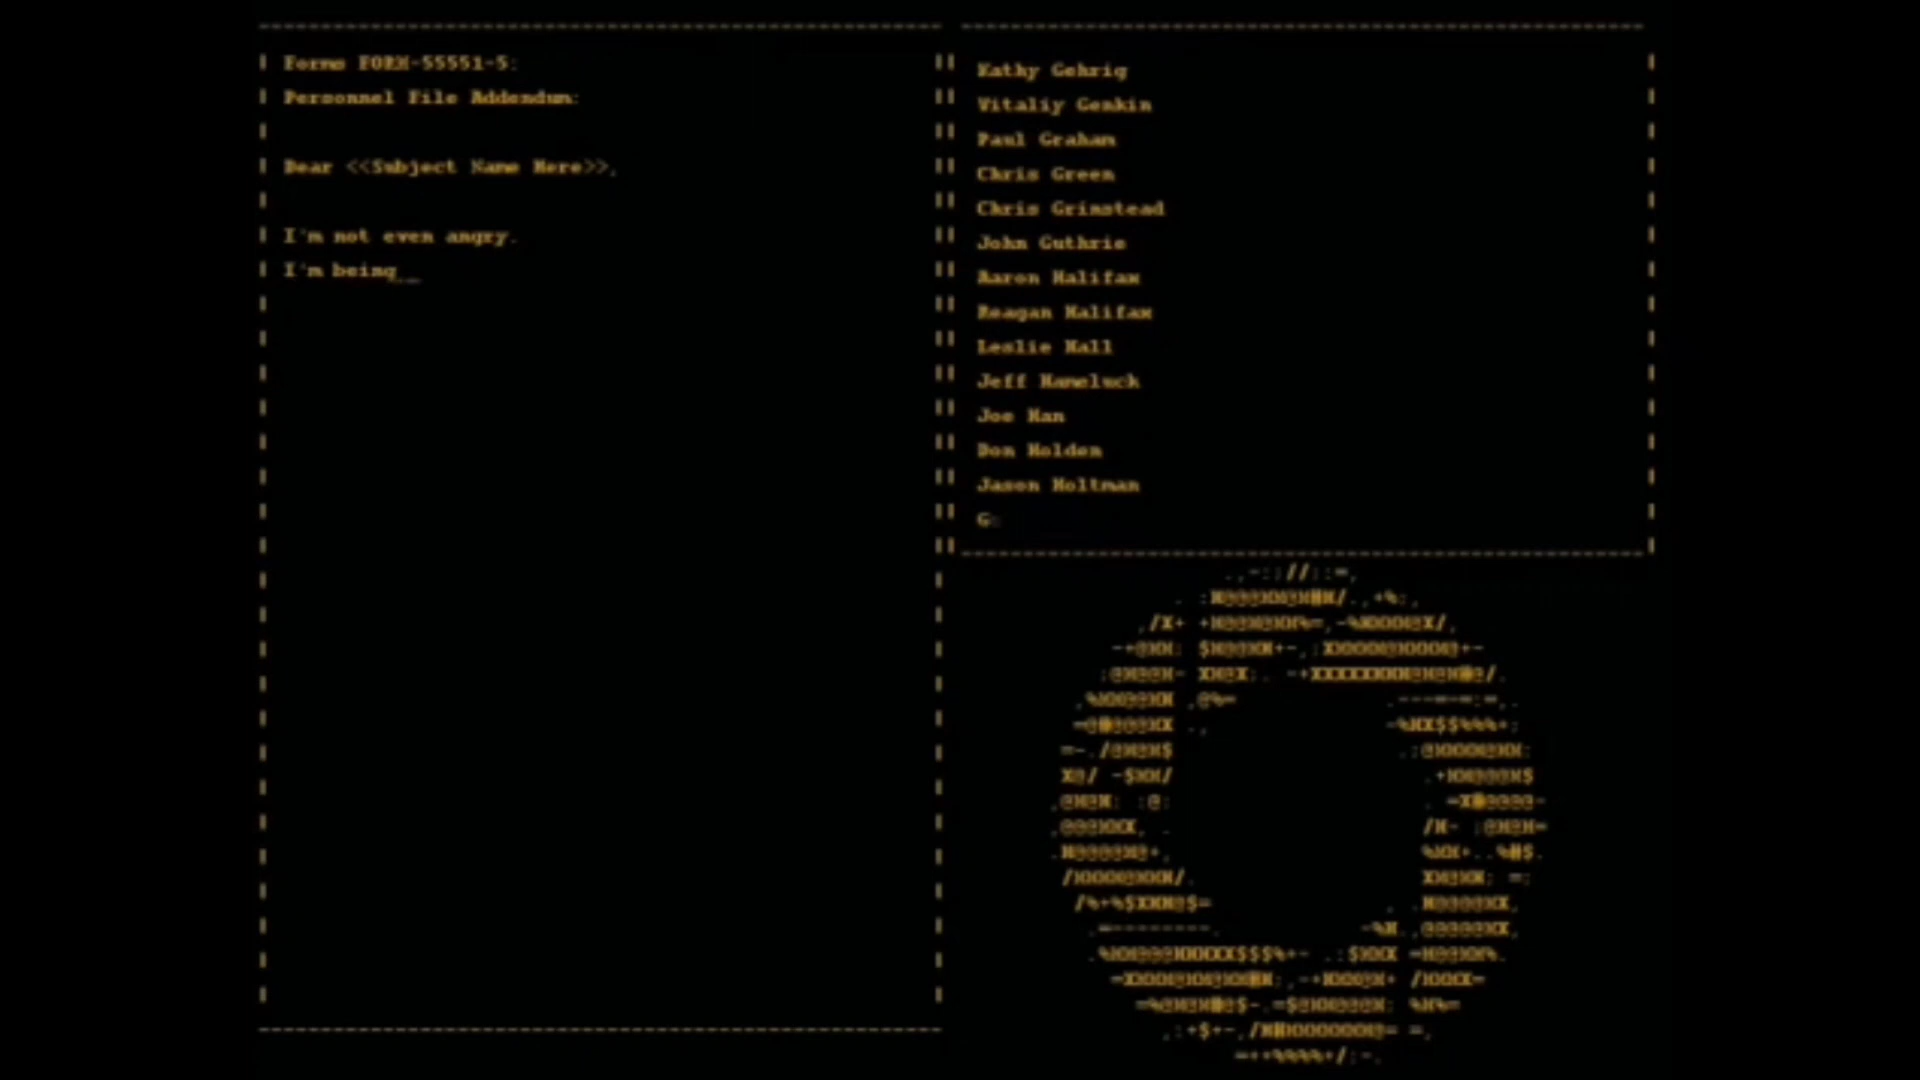 Forms FORM-55551-5:
Personnel File Addendum:
Dear <<Subject Name Here>>,
I'm not even angry.
I'm being__
Kathy Gehrig
Vitaliy Genkin
Paul Graham
Chris Green
Chris Grinstead
John Guthrie
Aaron Halifax
Reagan Halifax
Leslie Hall
Jeff Hameluck
Joe Han
Don Holden
Jason Holtman
G